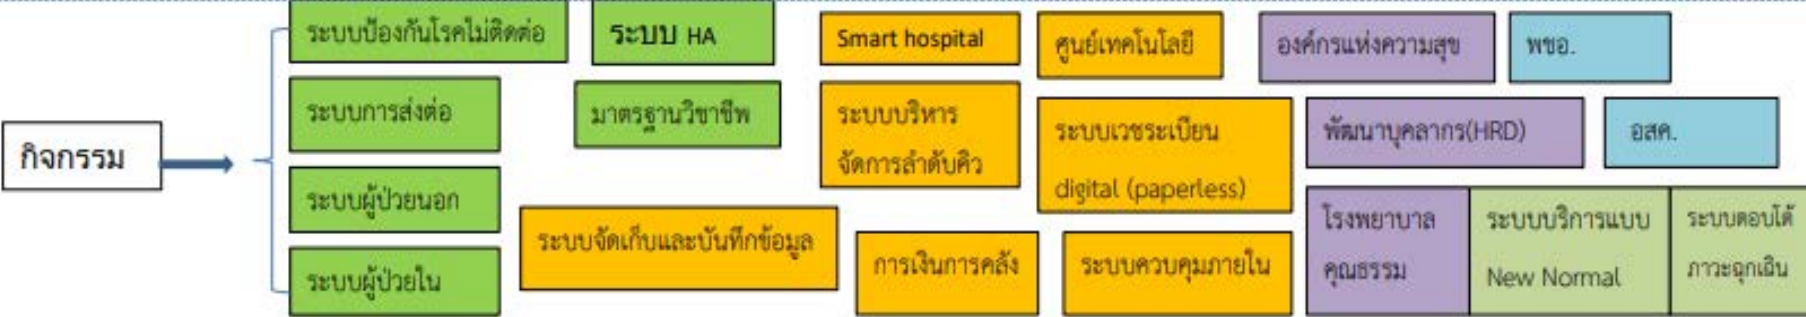 กิจกรรม
ระบบป้องกันโรคไม่ติดต่อ
ระบบ HA
ระบบการส่งต่อ
มาตรฐานวิชาชีพ
ระบบผู้ป่วยนอก
ระบบผู้ป่วยใน
Smart hospital
ศูนย์เทคโนโลยี
ระบบบริหาร
จัดการลำดับคิว
ระบบเวชระเบียน
digital (paperless)
ระบบจัดเก็บและบันทึกข้อมูล
การเงินการคลัง
ระบบควบคุมภายใน
องค์กรแห่งความสุข
พชอ.
พัฒนาบุคลากร(HRD)
อสค.
โรงพยาบาล
คุณธรรม
ระบบบริการแบบ
New Normal
ระบบตอบโต้
ภาวะฉุกเฉิน